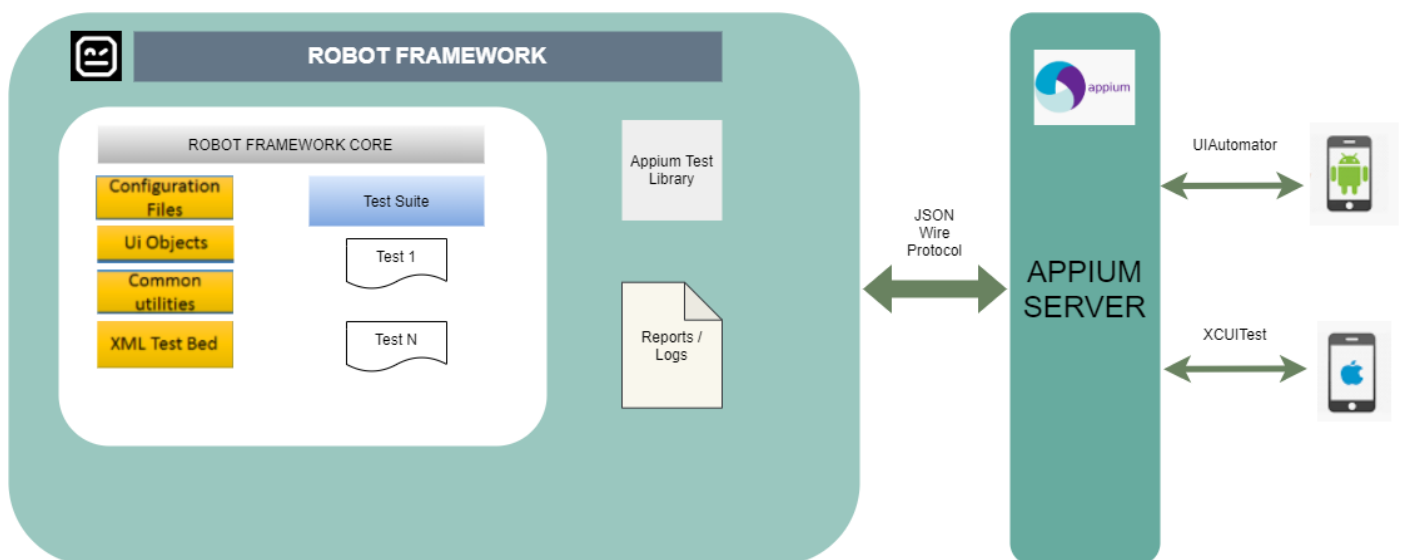 ROBOT FRAMEWORK
ROBOT FRAMEWORK CORE
Configuration
Files
Ui Objects
Common
utilities
XML Test Bed
Test Suite
Test 1
Test N
Appium Test
Library
Reports /
Logs
JSON
Wire
Protocol
appium
APPIUM
SERVER
UIAutomator
XCUITest